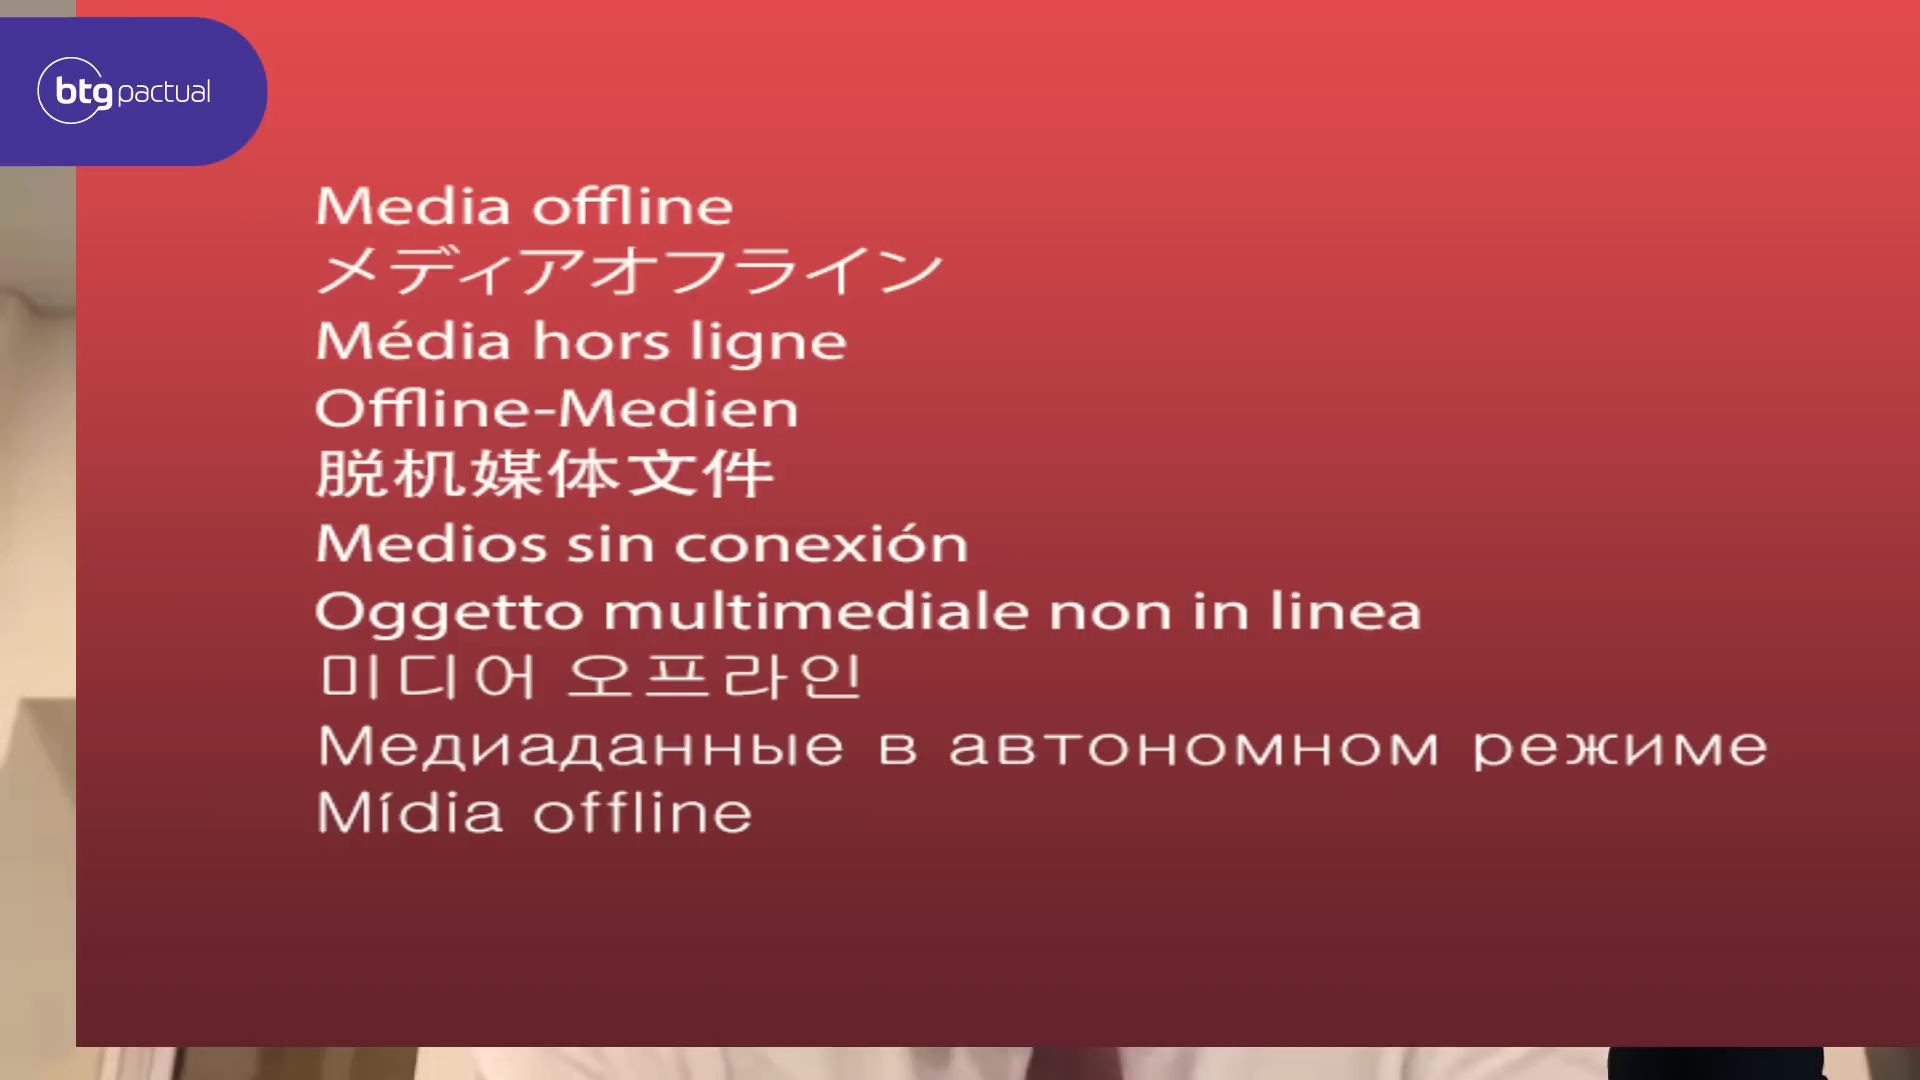 btg pactual
Media offline
メディアオフライン
Média hors ligne
Offline-Medien
脱机媒体文件
Medios sin conexión
Oggetto multimediale non in linea
미디어 오프라인
Медиаданные в автономном режиме
Mídia offline